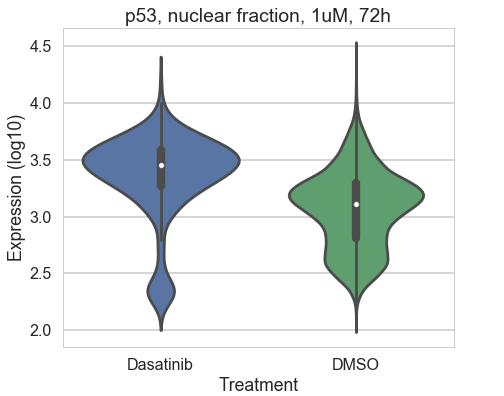 p53, nuclear fraction, 1uM, 72h
4.5
4.0
3.5
3.0
2.5
2.0
Expression (log10)
Dasatinib DMSO
Treatment